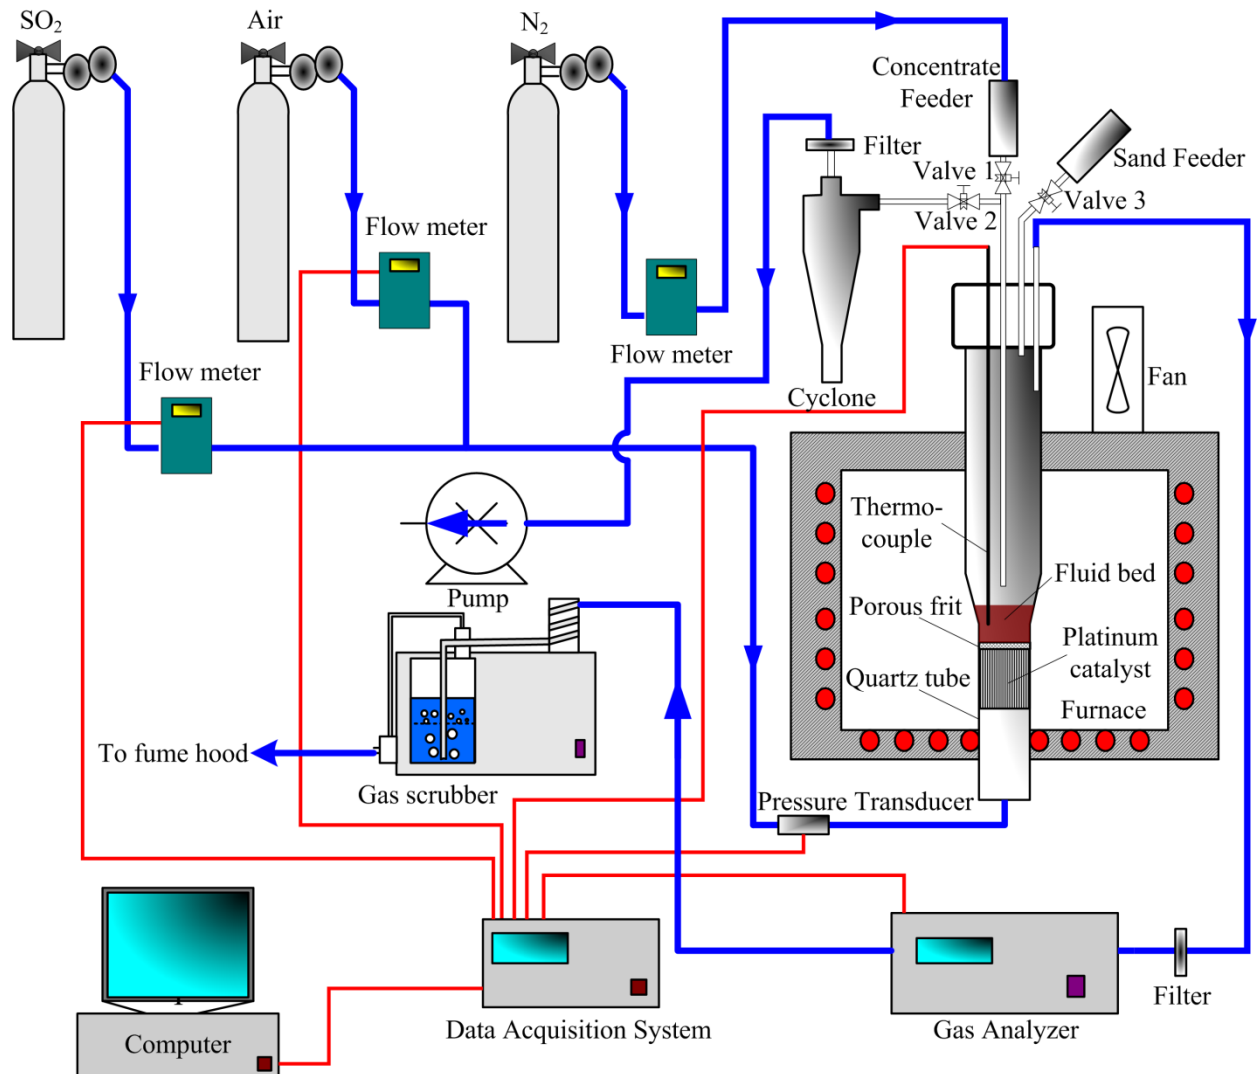 SO₂
Air
N₂
Concentrate
Feeder
Filter
Sand Feeder
Valve 1
Valve 3
Valve 2
Flow meter
Flow meter
Flow meter
Cyclone
Fan
Thermo-
couple
Fluid bed
Pump
Porous frit
Platinum
catalyst
Quartz tube
Furnace
To fume hood
Gas scrubber
Pressure Transducer
Filter
Data Acquisition System
Gas Analyzer
Computer